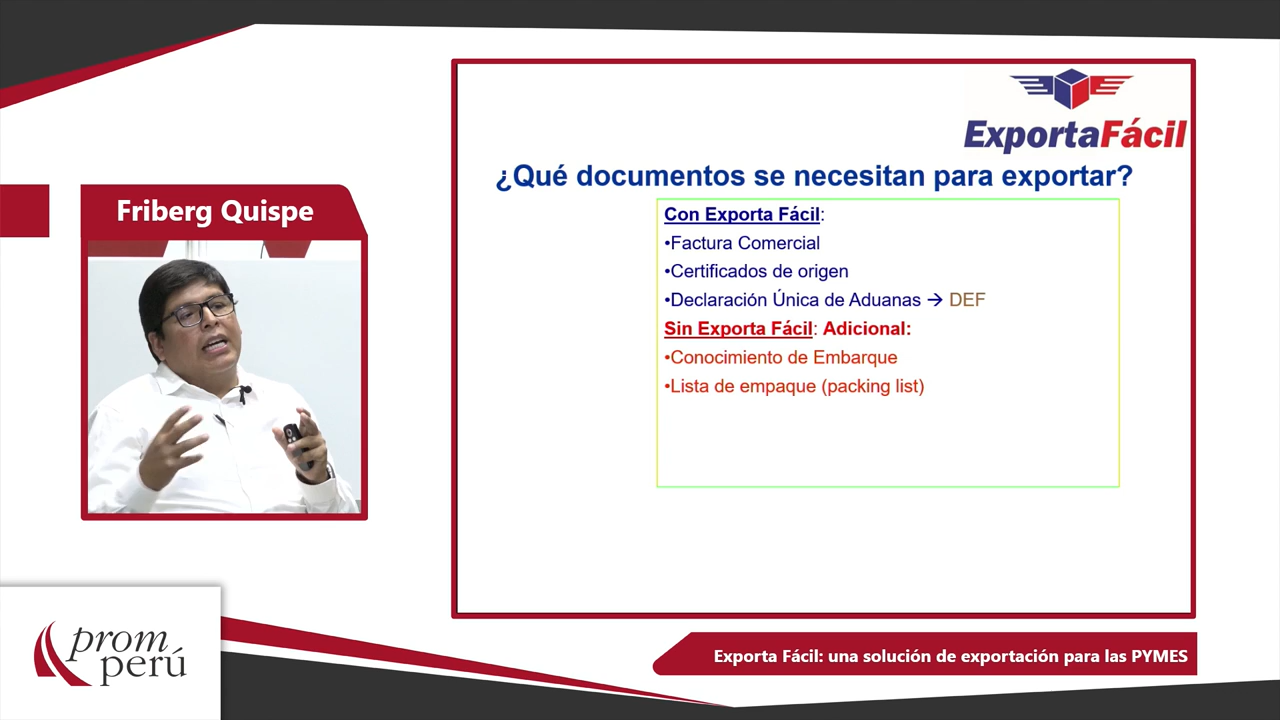 ExportaFácil
¿Qué documentos se necesitan para exportar?
Friberg Quispe
Con Exporta Fácil:
•Factura Comercial
•Certificados de origen
•Declaración Única de Aduanas → DEF
Sin Exporta Fácil: Adicional:
•Conocimiento de Embarque
•Lista de empaque (packing list)
prom
perú
Exporta Fácil: una solución de exportación para las PYMES